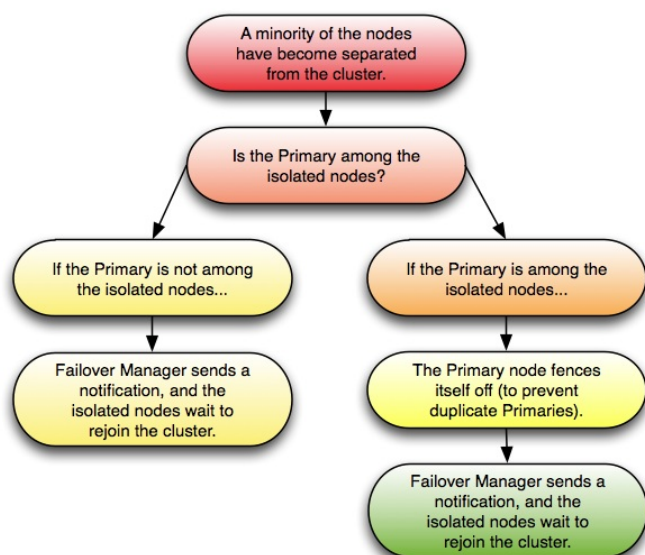 A minority of the nodes
have become separated
from the cluster.
Is the Primary among the
isolated nodes?
If the Primary is not among
the isolated nodes...
If the Primary is among the
isolated nodes...
Failover Manager sends a
notification, and the
isolated nodes wait to
rejoin the cluster.
The Primary node fences
itself off (to prevent
duplicate Primaries).
Failover Manager sends a
notification, and the
isolated nodes wait to
rejoin the cluster.